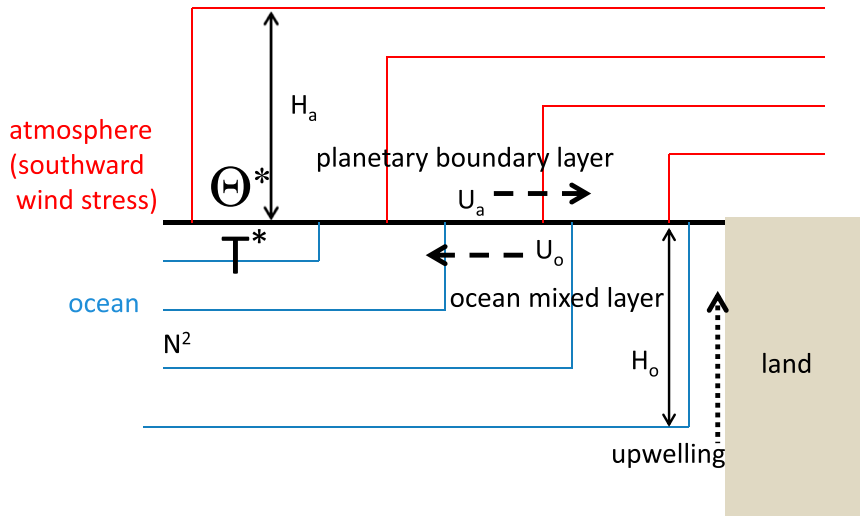 Hₐ
atmosphere
(southward
wind stress)
planetary boundary layer
Θ*
Uₐ
T*
Uₒ
ocean
ocean mixed layer
N²
Hₒ
land
upwelling